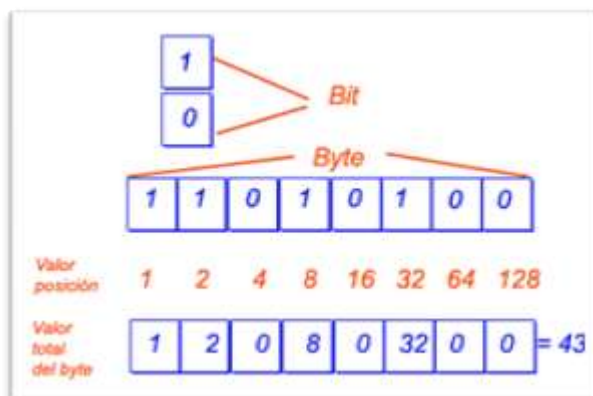 1
Bit
0
Byte
1 1 0 1 0 1 0 0
Valor posición 1 2 4 8 16 32 64 128
Valor total del byte 1 2 0 8 0 32 0 0 = 43